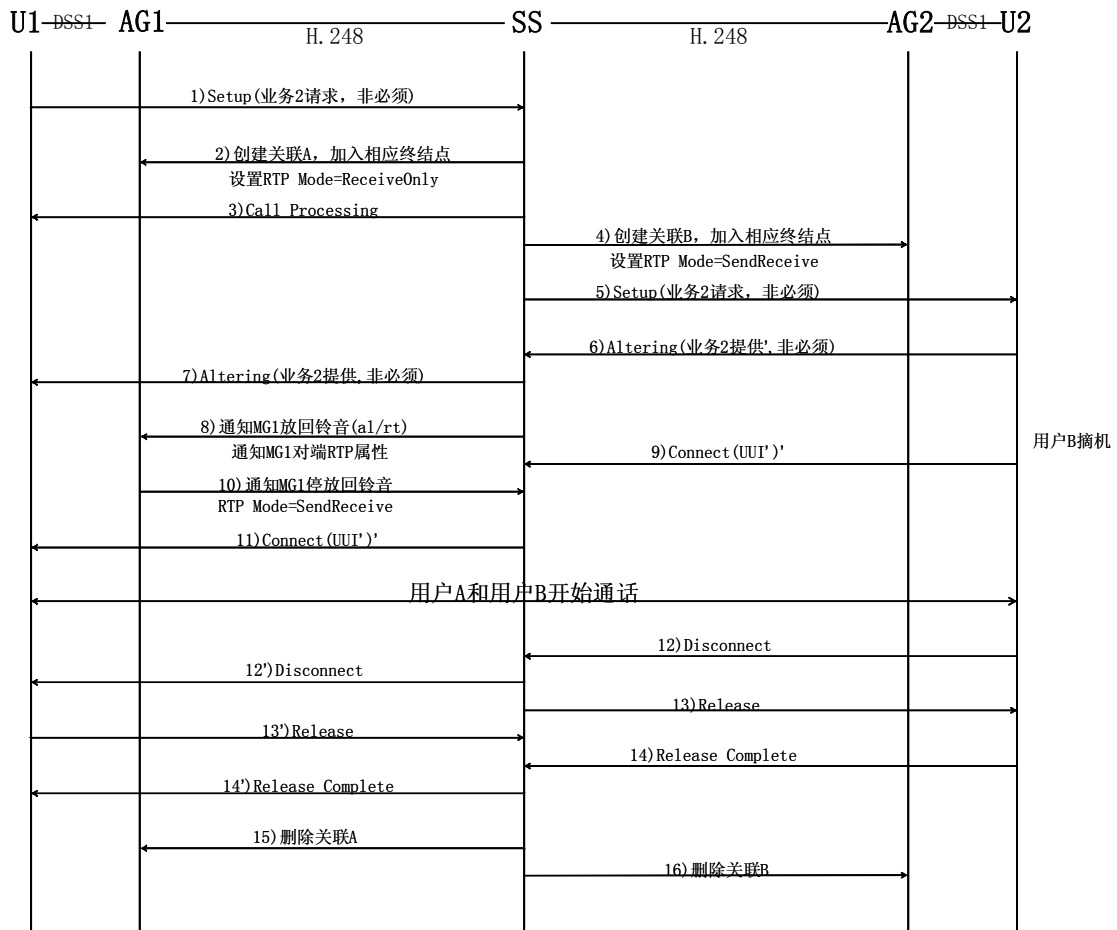 U1 DSS1 AG1 SS AG2 DSS1 U2
H.248 H.248
1)Setup(业务2请求，非必须)
2)创建关联A，加入相应终结点
设置RTP Mode=ReceiveOnly
3)Call Processing
4)创建关联B，加入相应终结点
设置RTP Mode=SendReceive
5)Setup(业务2请求，非必须)
6)Altering(业务2提供',非必须)
7)Altering(业务2提供,非必须)
8)通知MG1放回铃音(al/rt)
通知MG1对端RTP属性
用户B摘机
9)Connect(UUI')'
10)通知MG1停放回铃音
RTP Mode=SendReceive
11)Connect(UUI')'
用户A和用户B开始通话
12)Disconnect
12')Disconnect
13)Release
13')Release
14)Release Complete
14')Release Complete
15)删除关联A
16)删除关联B